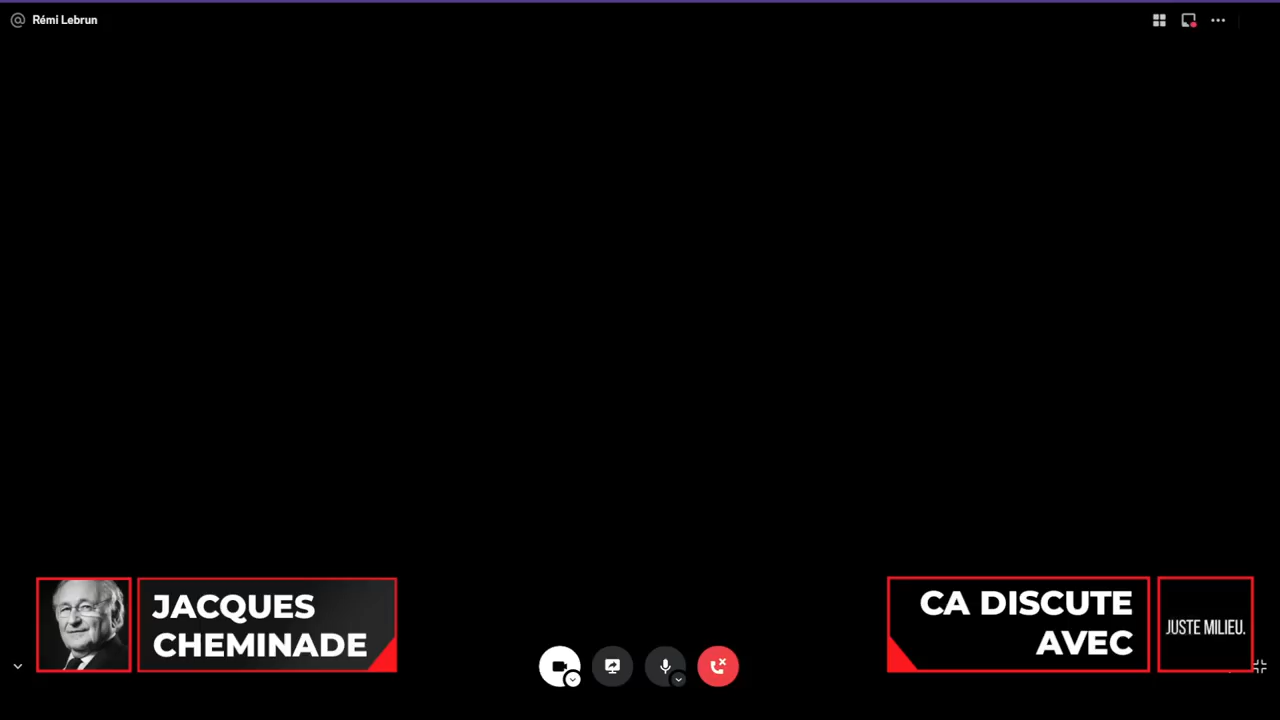 Rémi Lebrun
JACQUES
CHEMINADE
CA DISCUTE
AVEC
JUSTE MILIEU.